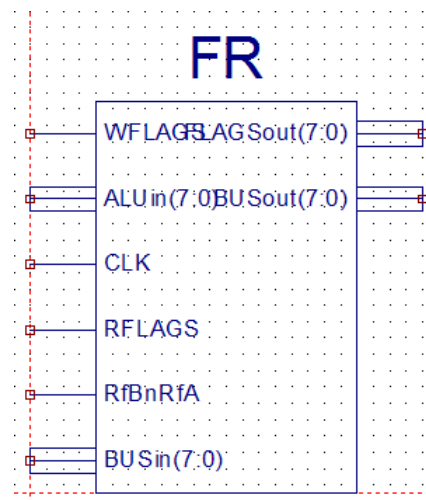 FR
WFLAGS FLAGSout(7:0)
ALUin(7:0) BUSout(7:0)
CLK
RFLAGS
RfBnRfA
BUSin(7:0)